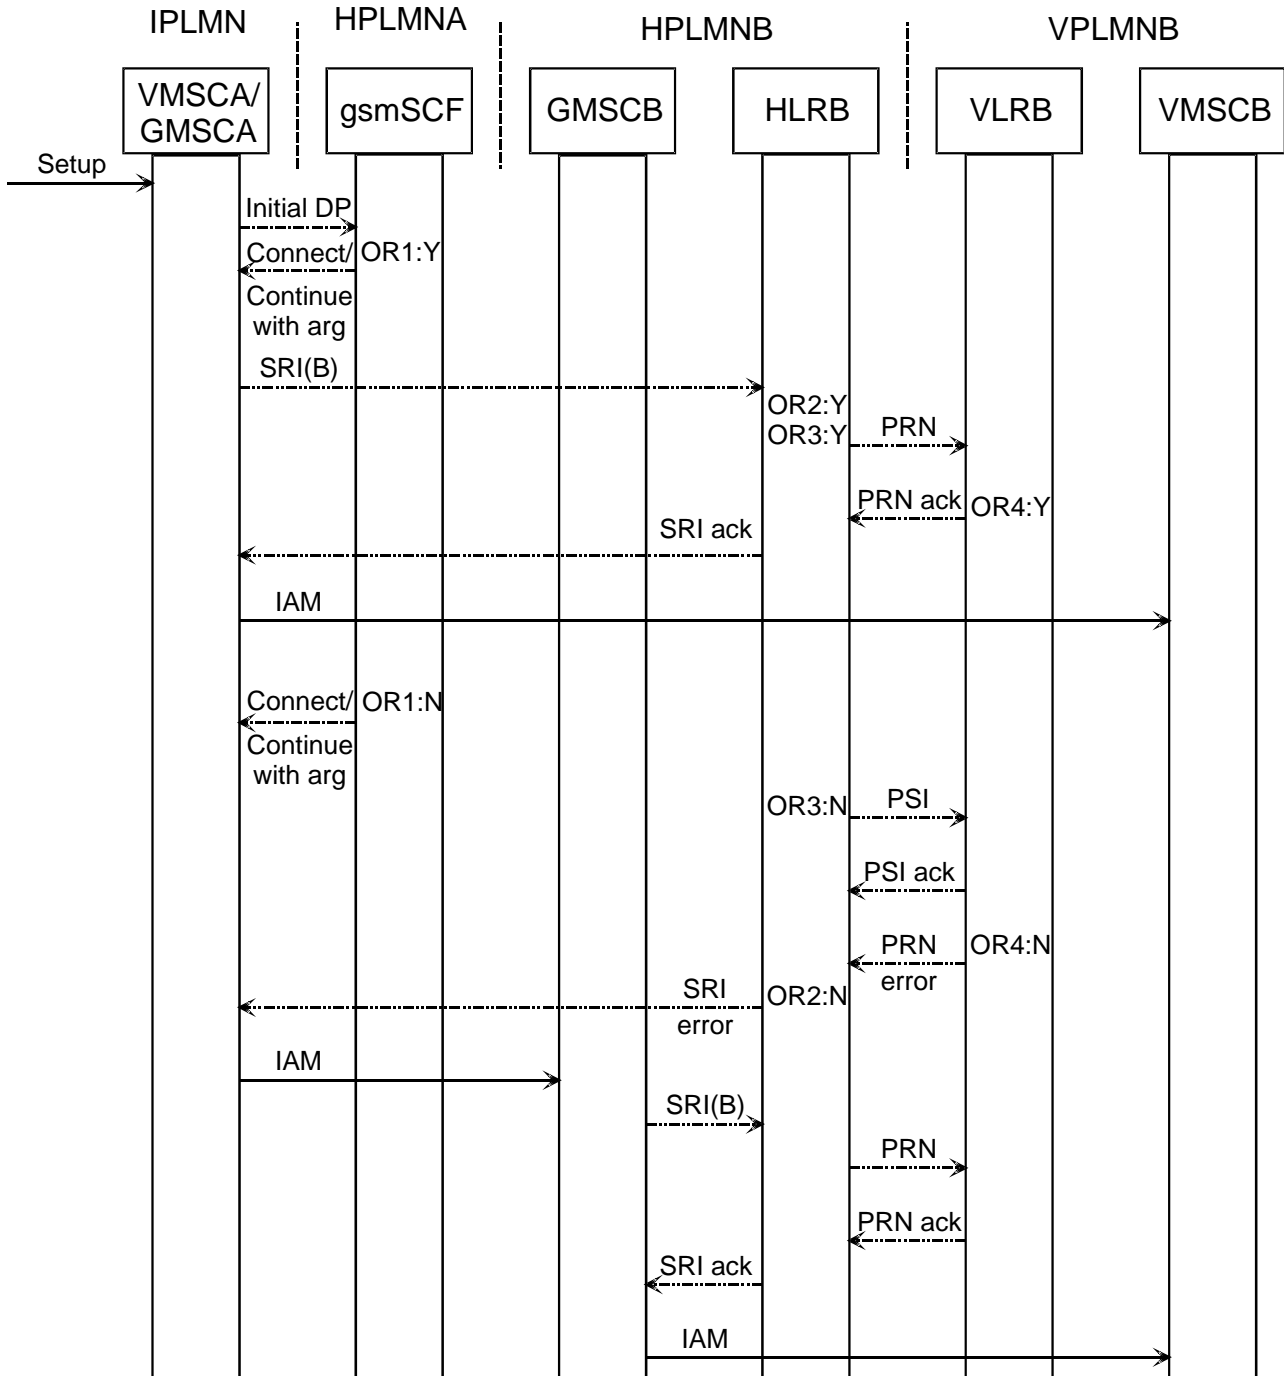 IPLMN
HPLMNA
HPLMNB
VPLMNB
VMSCA/
GMSCA
gsmSCF
GMSCB
HLRB
VLRB
VMSCB
Setup
Initial DP
Connect/
OR1:Y
Continue
with arg
SRI(B)
OR2:Y
OR3:Y
PRN
PRN ack
OR4:Y
SRI ack
IAM
Connect/
OR1:N
Continue
with arg
OR3:N
PSI
PSI ack
PRN
OR4:N
error
SRI
OR2:N
error
IAM
SRI(B)
PRN
PRN ack
SRI ack
IAM